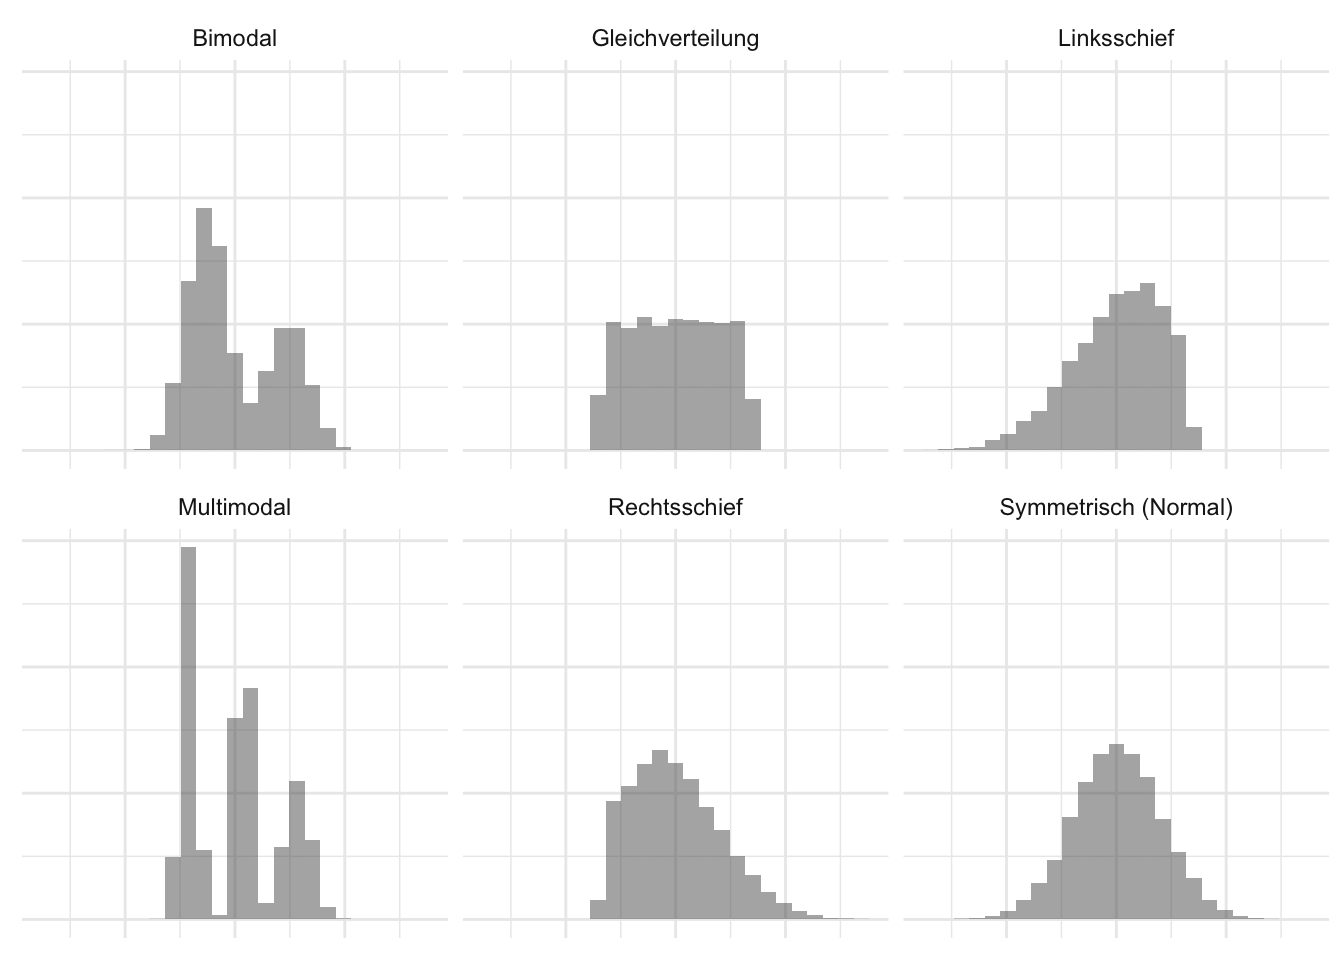 Bimodal
Gleichverteilung
Linksschief
Multimodal
Rechtsschief
Symmetrisch (Normal)